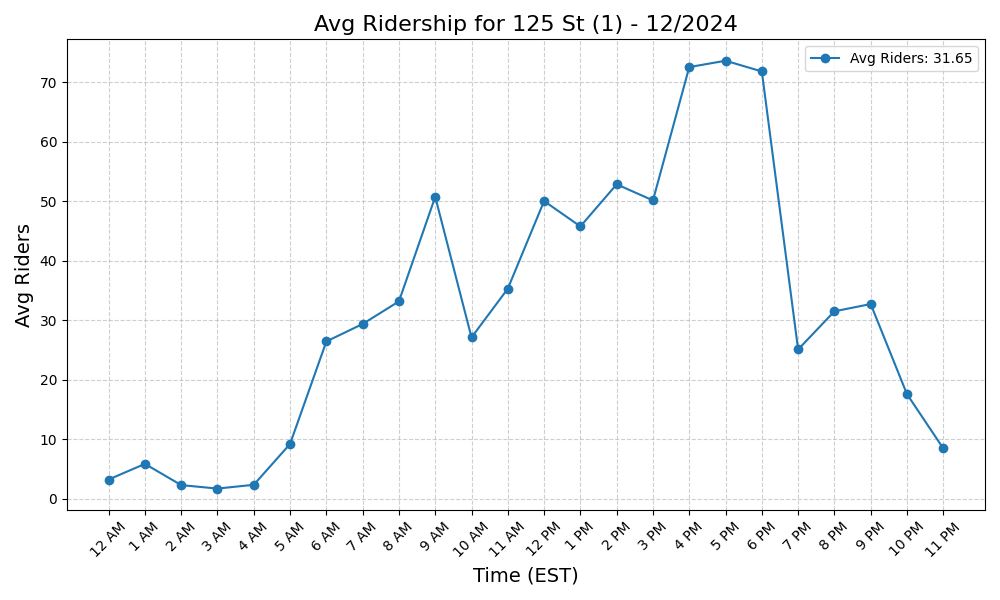 Avg Ridership for 125 St (1) - 12/2024
Avg Riders: 31.65
Avg Riders
70
60
50
40
30
20
10
0
12 AM
1 AM
2 AM
3 AM
4 AM
5 AM
6 AM
7 AM
8 AM
9 AM
10 AM
11 AM
12 PM
1 PM
2 PM
3 PM
4 PM
5 PM
6 PM
7 PM
8 PM
9 PM
10 PM
11 PM
Time (EST)